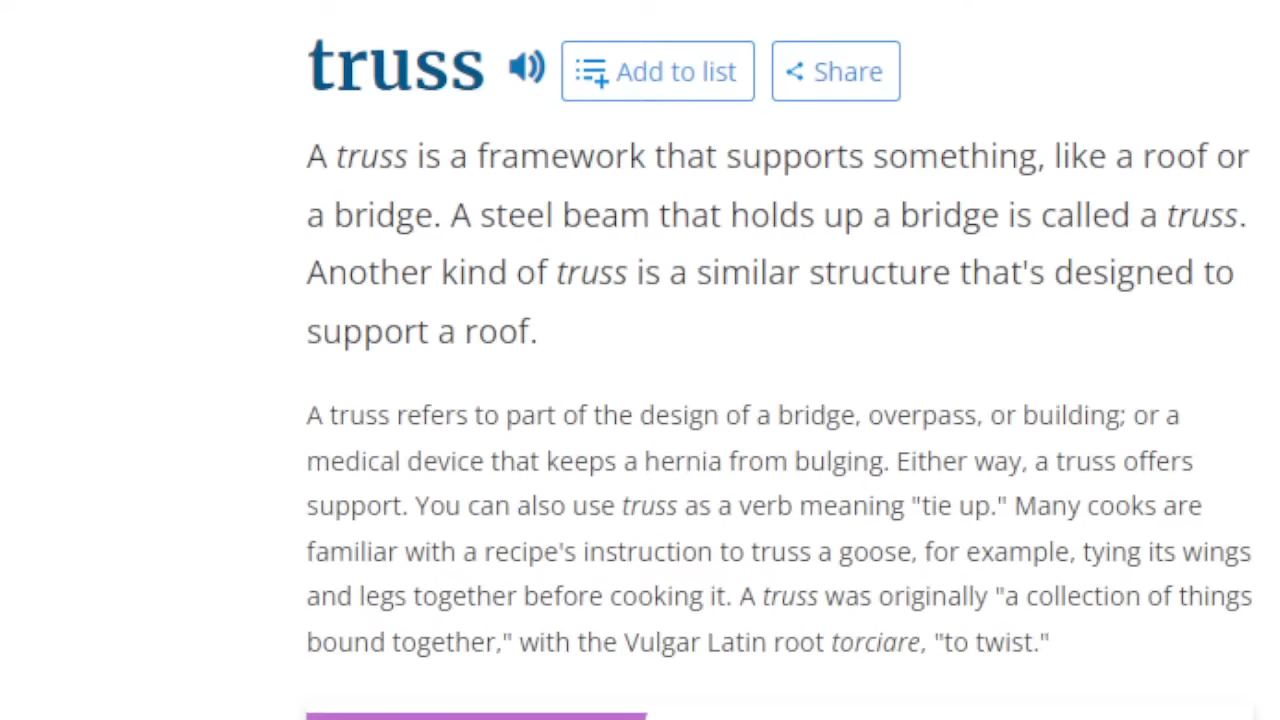 truss Add to list Share
A truss is a framework that supports something, like a roof or
a bridge. A steel beam that holds up a bridge is called a truss.
Another kind of truss is a similar structure that's designed to
support a roof.
A truss refers to part of the design of a bridge, overpass, or building; or a
medical device that keeps a hernia from bulging. Either way, a truss offers
support. You can also use truss as a verb meaning "tie up." Many cooks are
familiar with a recipe's instruction to truss a goose, for example, tying its wings
and legs together before cooking it. A truss was originally "a collection of things
bound together," with the Vulgar Latin root torciare, "to twist."